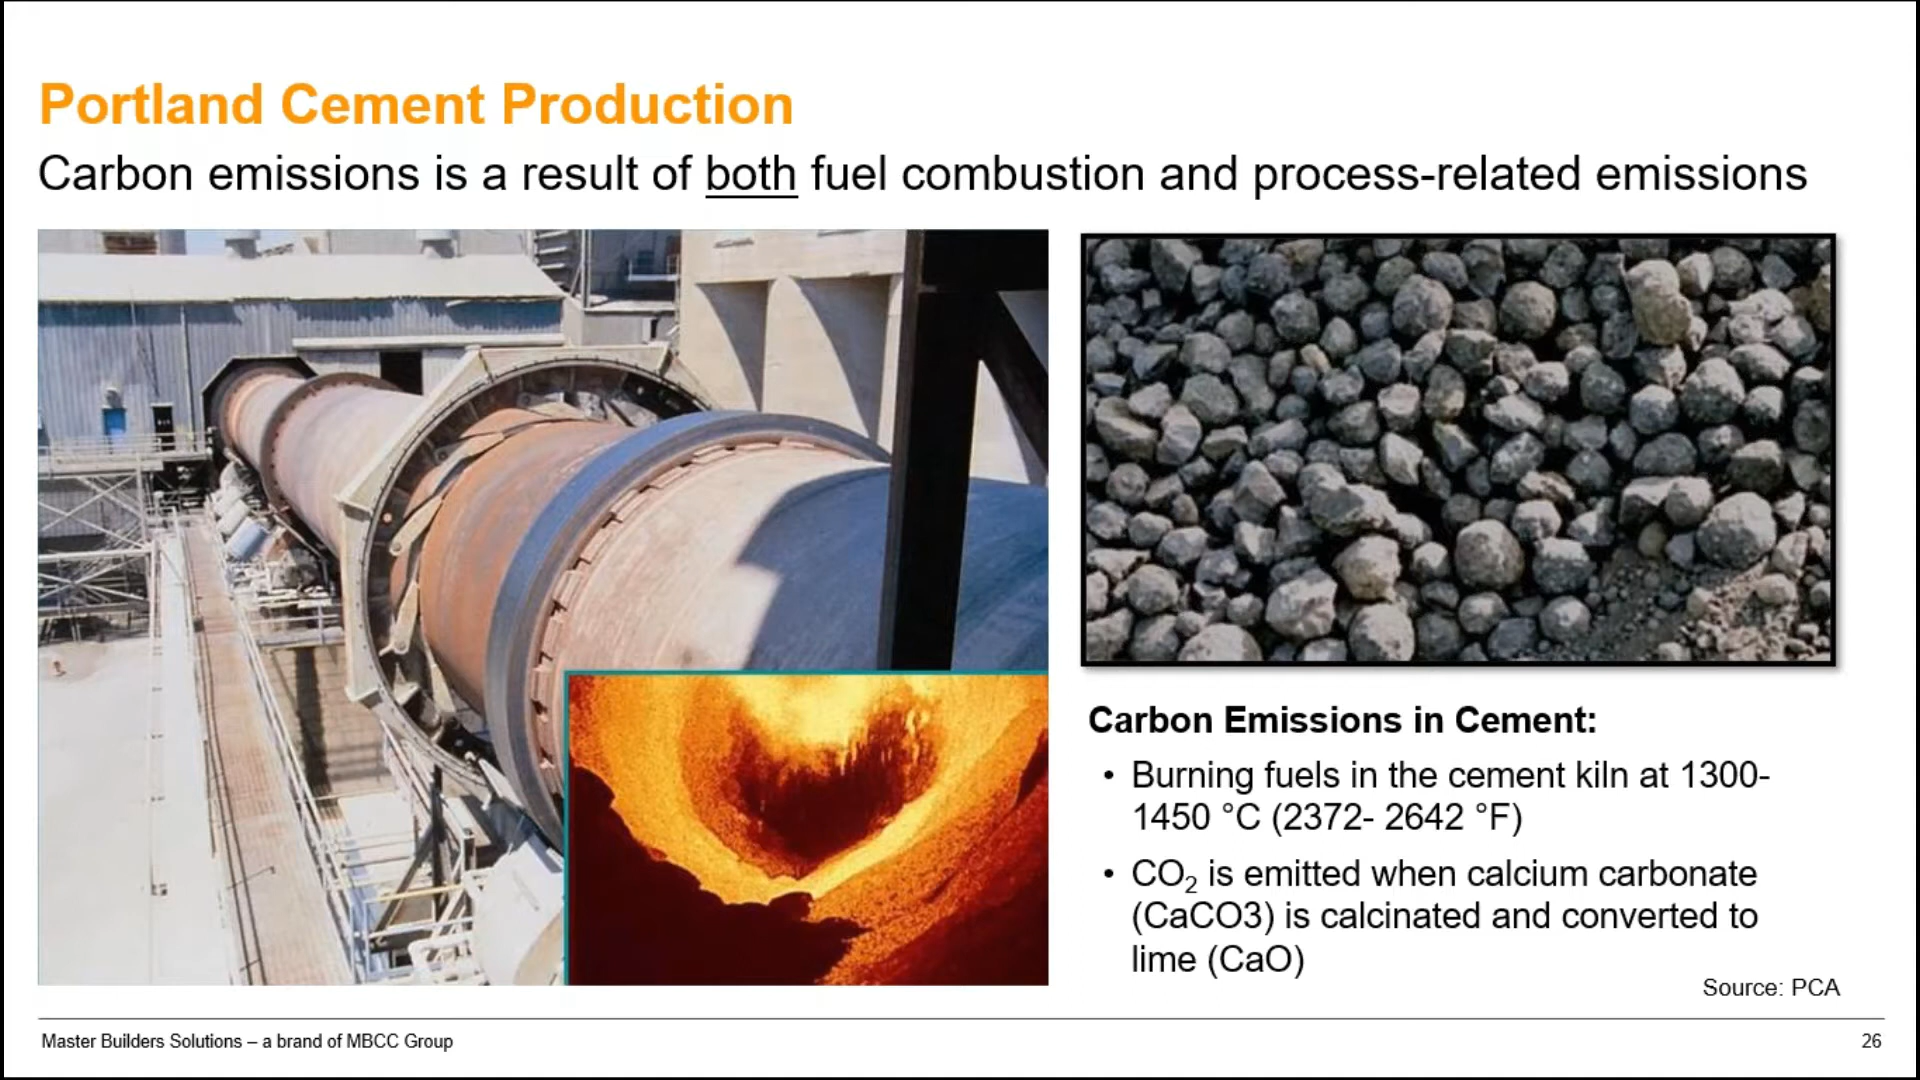 Portland Cement Production
Carbon emissions is a result of both fuel combustion and process-related emissions
Carbon Emissions in Cement:
• Burning fuels in the cement kiln at 1300-
1450 °C (2372- 2642 °F)
• CO₂ is emitted when calcium carbonate
(CaCO3) is calcinated and converted to
lime (CaO)
Source: PCA
Master Builders Solutions – a brand of MBCC Group
26